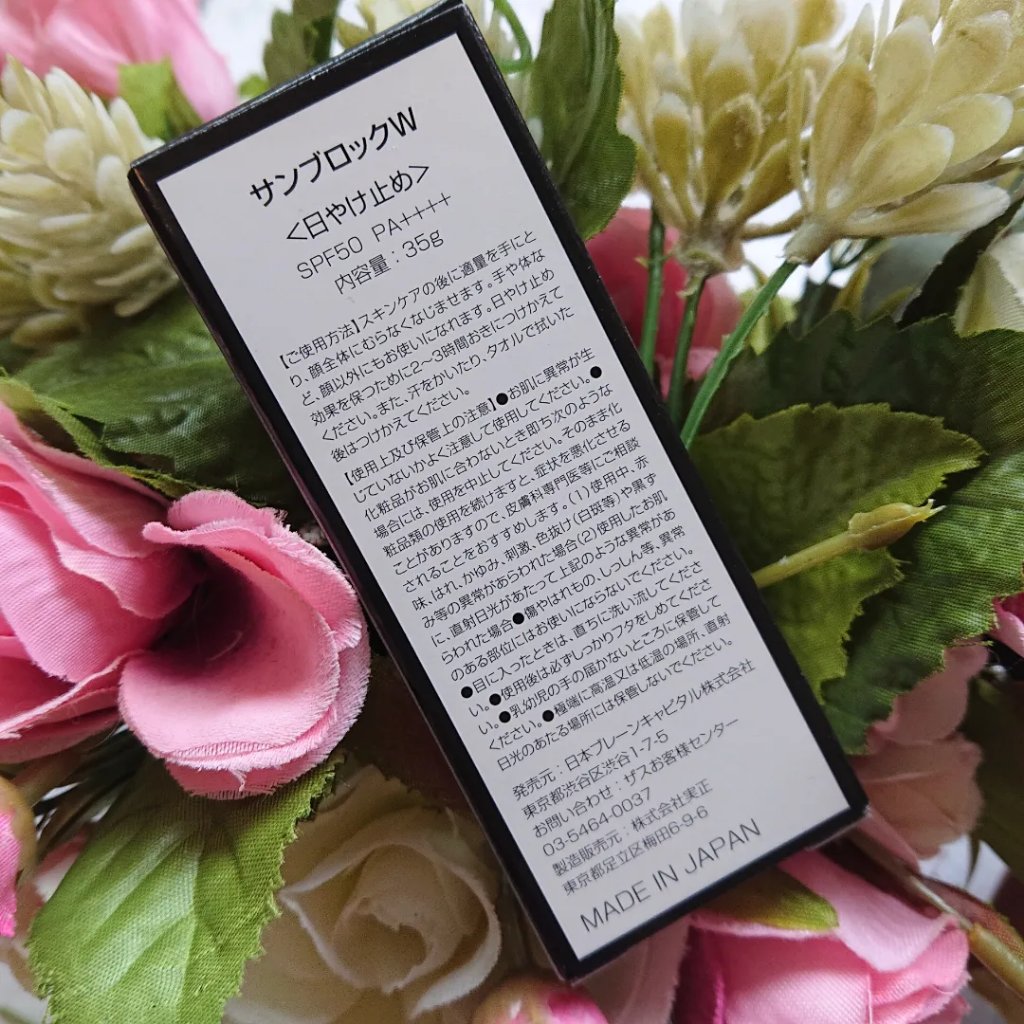 サンブロックW
<日やけ止め>
SPF50 PA++++
内容量：35g
【ご使用方法】スキンケアの後に適量を手にと
り、顔全体にむらなくなじませます。手や体な
ど、顔以外にもお使いになれます。日やけ止め
効果を保つために2～3時間おきにつけかえて
ください。また、汗をかいたり、タオルで拭いた
後はつけかえてください。
【使用上及び保管上の注意】●お肌に異常が生
じていないかよく注意して使用してください。●
化粧品がお肌に合わないとき即ち次のような
場合には、使用を中止してください。そのまま化
粧品類の使用を続けますと、症状を悪化させる
ことがありますので、皮膚科専門医等にご相談
されることをおすすめします。(1)使用中、赤
味、はれ、かゆみ、刺激、色抜け(白斑等)や黒ず
み等の異常があらわれた場合(2)使用したお肌
に、直射日光があたって上記のような異常があ
らわれた場合●傷やはれもの、しっしん等、異常
のある部位にはお使いにならないでください。
●目に入ったときは、直ちに洗い流してくださ
い。●使用後は必ずしっかりフタをしめてくださ
い。●乳幼児の手の届かないところに保管して
ください。●極端に高温又は低温の場所、直射
日光のあたる場所には保管しないでください。
発売元：日本ブレーンキャピタル株式会社
東京都渋谷区渋谷1-7-5
お問い合わせ：ザスお客様センター
03-5464-0037
製造販売元：株式会社実正
東京都足立区梅田6-9-6
MADE IN JAPAN